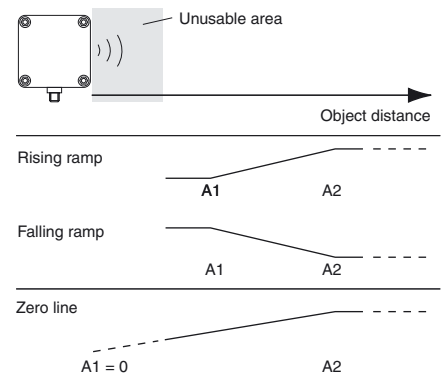 Unusable area
Object distance
Rising ramp
A1 A2
Falling ramp
A1 A2
Zero line
A1 = 0 A2